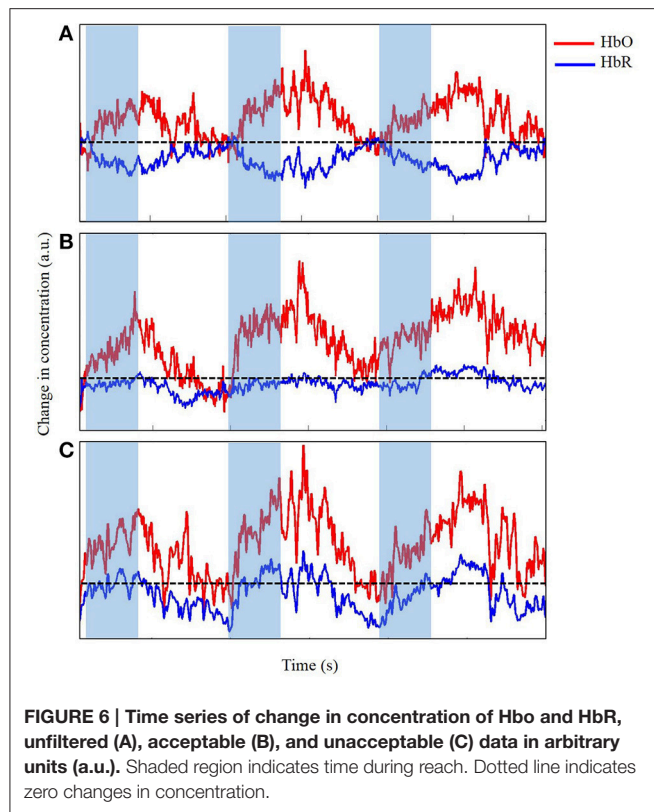 A
HbO
HbR
B
Change in concentration (a.u.)
C
Time (s)
FIGURE 6 | Time series of change in concentration of Hbo and HbR,
unfiltered (A), acceptable (B), and unacceptable (C) data in arbitrary
units (a.u.). Shaded region indicates time during reach. Dotted line indicates
zero changes in concentration.